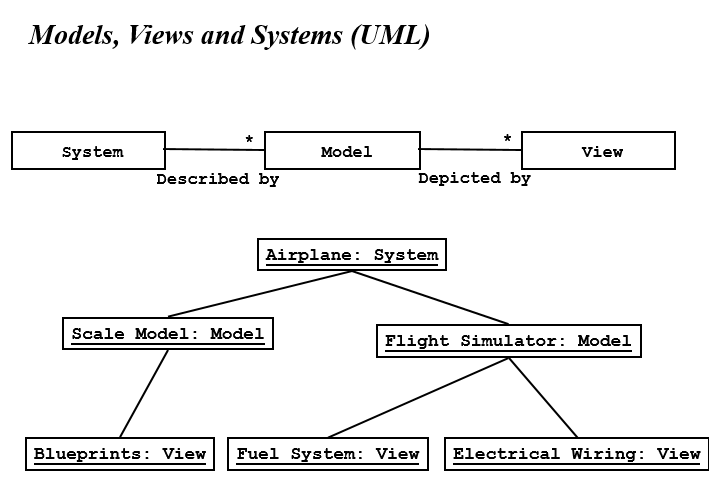 Models, Views and Systems (UML)
* *
System Model View
Described by Depicted by
Airplane: System
Scale Model: Model
Flight Simulator: Model
Blueprints: View Fuel System: View Electrical Wiring: View